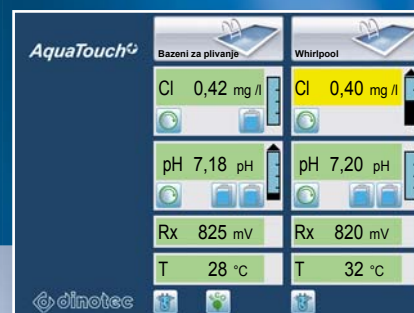 AquaTouch
Bazeni za plivanje
Cl 0,42 mg /l
pH 7,18 pH
Rx 825 mV
T 28 °C
Whirlpool
Cl 0,40 mg /l
pH 7,20 pH
Rx 820 mV
T 32 °C
dinotec